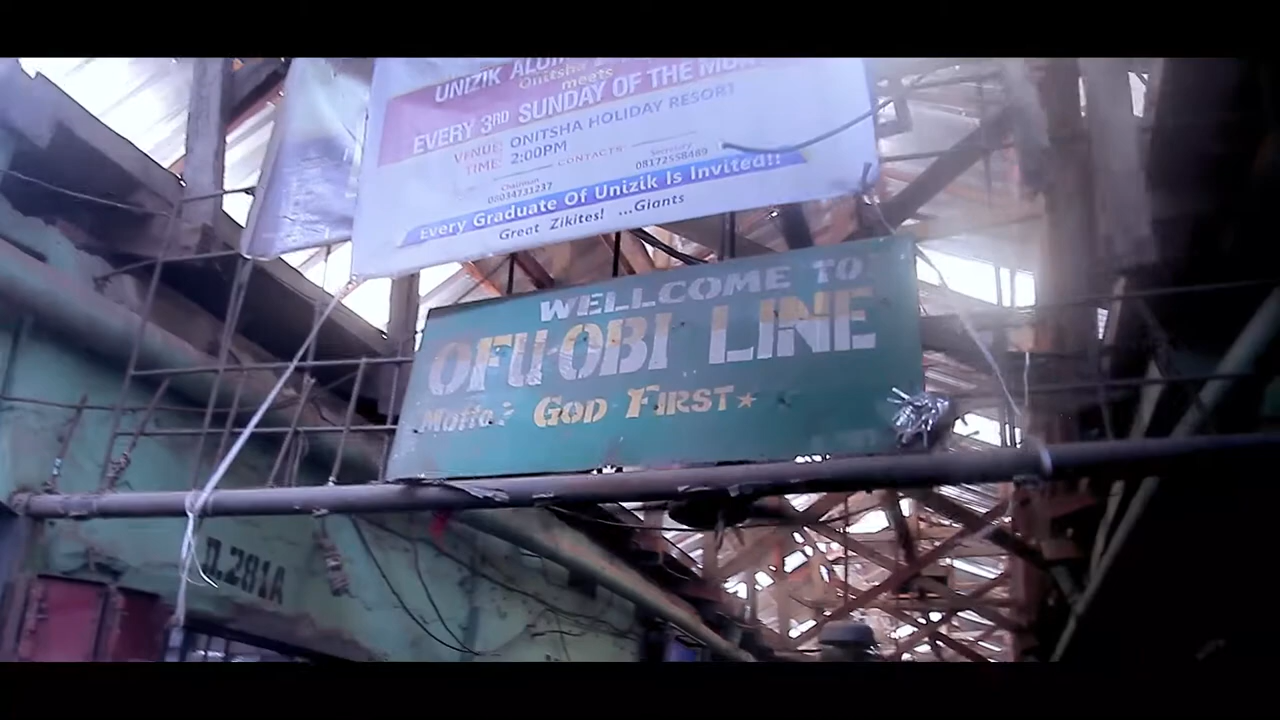 UNIZIK
Onitsha
meets
EVERY 3RD SUNDAY OF THE
VENUE: ONITSHA HOLIDAY RESORT
TIME: 2:00PM
CONTACTS:
Chairman
08034731237
Secretary
08172558489
Every Graduate Of Unizik Is Invited!!
Great Zikites! ...Giants
WELLCOME TO
OFU-OBI LINE
Motto: GOD FIRST
D.281A